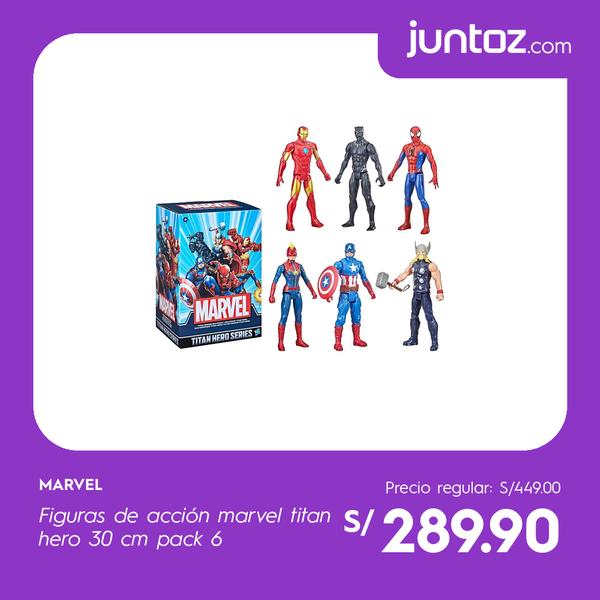 juntoz.com
MARVEL
MARVEL
TITAN HERO SERIES
MARVEL
Precio regular: S/449.00
Figuras de acción marvel titan
hero 30 cm pack 6
S/ 289.90